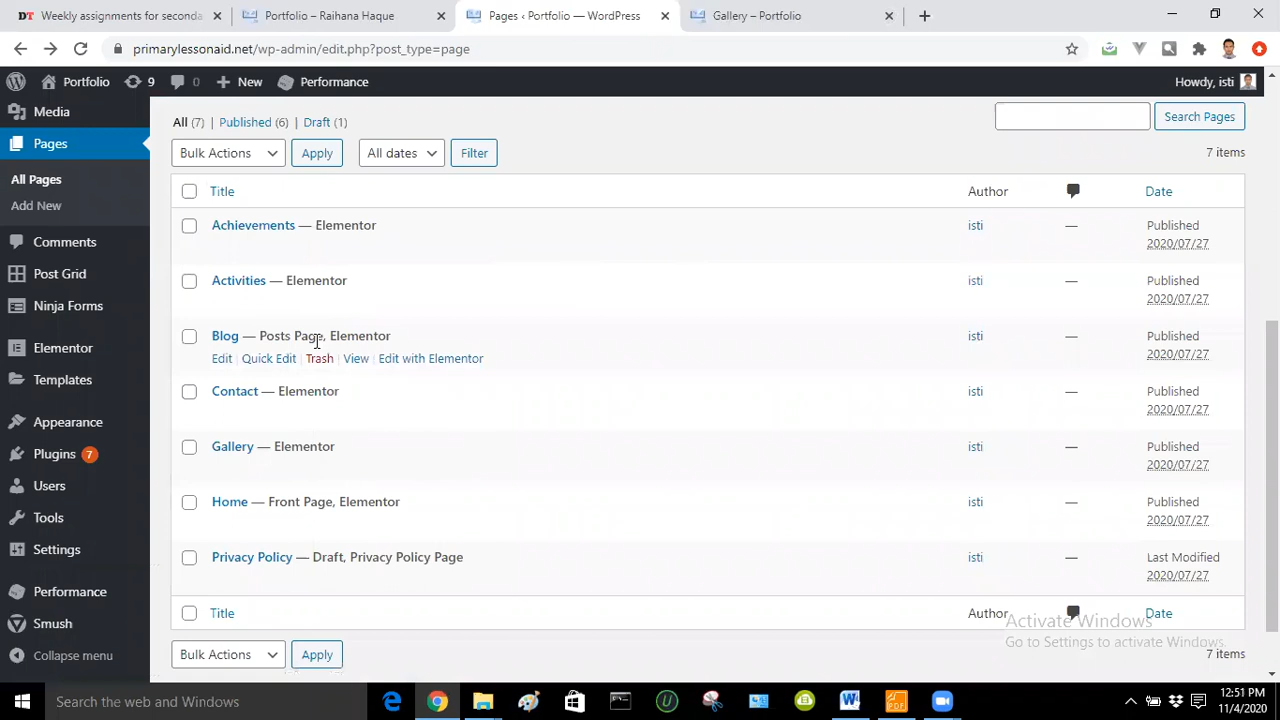 Weekly assignments for seconda
Portfolio – Raihana Haque
Pages ‹ Portfolio — WordPress
Gallery – Portfolio
primarylessonaid.net/wp-admin/edit.php?post_type=page
Portfolio
9
0
New
Performance
Howdy, isti
Media
Pages
All Pages
Add New
Comments
Post Grid
Ninja Forms
Elementor
Templates
Appearance
Plugins 7
Users
Tools
Settings
Performance
Smush
Collapse menu
All (7) | Published (6) | Draft (1)
Search Pages
Bulk Actions
Apply
All dates
Filter
7 items
Title Author Date
Achievements — Elementor isti — Published
2020/07/27
Activities — Elementor isti — Published
2020/07/27
Blog — Posts Page, Elementor isti — Published
Edit | Quick Edit | Trash | View | Edit with Elementor 2020/07/27
Contact — Elementor isti — Published
2020/07/27
Gallery — Elementor isti — Published
2020/07/27
Home — Front Page, Elementor isti — Published
2020/07/27
Privacy Policy — Draft, Privacy Policy Page isti — Last Modified
2020/07/27
Title Author Date
Bulk Actions
Apply
7 items
Activate Windows
Go to Settings to activate Windows.
Search the web and Windows
12:51 PM
11/4/2020